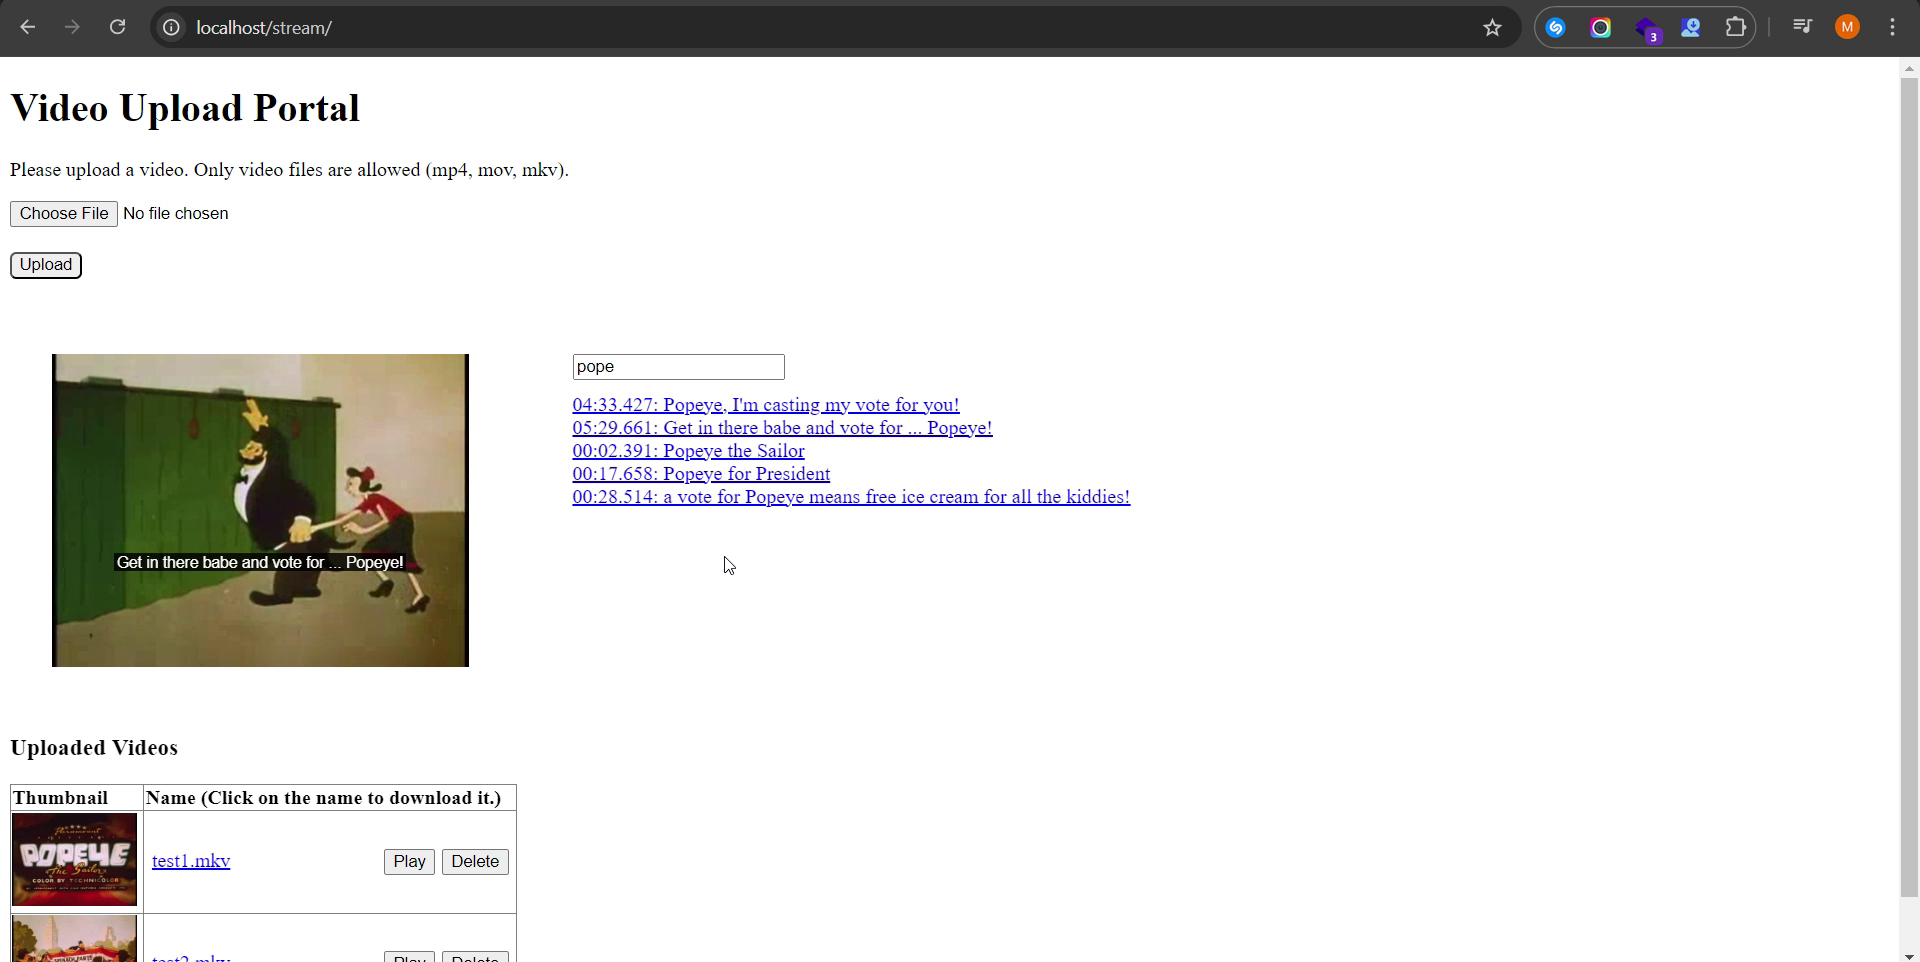 localhost/stream/
3
M
Video Upload Portal
Please upload a video. Only video files are allowed (mp4, mov, mkv).
Choose File No file chosen
Upload
Get in there babe and vote for ... Popeye!
pope
04:33.427: Popeye, I'm casting my vote for you!
05:29.661: Get in there babe and vote for ... Popeye!
00:02.391: Popeye the Sailor
00:17.658: Popeye for President
00:28.514: a vote for Popeye means free ice cream for all the kiddies!
Uploaded Videos
Thumbnail Name (Click on the name to download it.)
Paramount
POPEYE
The Sailor
COLOR BY TECHNICOLOR
test1.mkv Play Delete
test2.mkv Play Delete